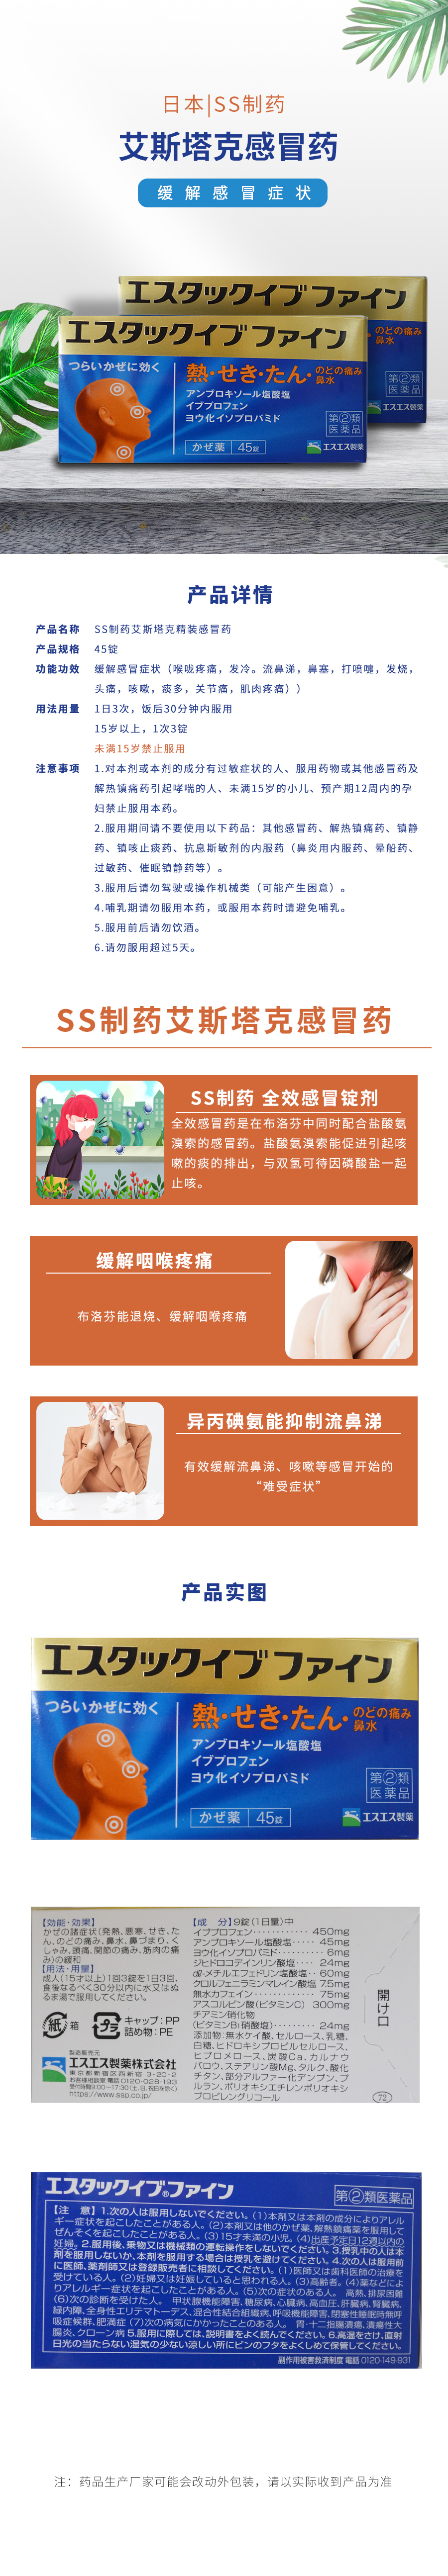 日本|SS制药
艾斯塔克感冒药
缓解感冒症状
エスタックイブファイン
エスタックイブファイン
つらいかぜに効く
熱・せき・たん・のどの痛み
鼻水
アンブロキソール塩酸塩
イブプロフェン
ヨウ化イソプロパミド
かぜ薬 45錠
第②類
医薬品
エスエス製薬
のどの痛み
鼻水
指定②類
医薬品
エスエス製薬
产品详情
产品名称 SS制药艾斯塔克精装感冒药
产品规格 45锭
功能功效 缓解感冒症状（喉咙疼痛，发冷。流鼻涕，鼻塞，打喷嚏，发烧，
头痛，咳嗽，痰多，关节痛，肌肉疼痛））
用法用量 1日3次，饭后30分钟内服用
15岁以上，1次3锭
未满15岁禁止服用
注意事项 1.对本剂或本剂的成分有过敏症状的人、服用药物或其他感冒药及
解热镇痛药引起哮喘的人、未满15岁的小儿、预产期12周内的孕
妇禁止服用本药。
2.服用期间请不要使用以下药品：其他感冒药、解热镇痛药、镇静
药、镇咳止痰药、抗息斯敏剂的内服药（鼻炎用内服药、晕船药、
过敏药、催眠镇静药等）。
3.服用后请勿驾驶或操作机械类（可能产生困意）。
4.哺乳期请勿服用本药，或服用本药时请避免哺乳。
5.服用前后请勿饮酒。
6.请勿服用超过5天。
SS制药艾斯塔克感冒药
SS制药 全效感冒锭剂
全效感冒药是在布洛芬中同时配合盐酸氨
溴索的感冒药。盐酸氨溴索能促进引起咳
嗽的痰的排出，与双氢可待因磷酸盐一起
止咳。
缓解咽喉疼痛
布洛芬能退烧、缓解咽喉疼痛
异丙碘氨能抑制流鼻涕
有效缓解流鼻涕、咳嗽等感冒开始的
“难受症状”
产品实图
エスタックイブファイン
つらいかぜに効く
熱・せき・たん・のどの痛み
鼻水
アンブロキソール塩酸塩
イブプロフェン
ヨウ化イソプロパミド
かぜ薬 45錠
第②類
医薬品
エスエス製薬
【効能・効果】
かぜの諸症状（発熱、悪寒、せき、た
ん、のどの痛み、鼻水、鼻づまり、く
しゃみ、頭痛、関節の痛み、筋肉の痛
み）の緩和
【用法・用量】
成人（15才以上）1回3錠を1日3回、
食後なるべく30分以内に水又はぬ
るま湯で服用してください。
紙 箱 プラ キャップ：PP
詰め物：PE
製造販売元
エスエス製薬株式会社
東京都新宿区西新宿 3-20-2
お客様相談室 電話 0120-028-193
受付時間9:00～17:30（土、日、祝日を除く）
https://www.ssp.co.jp/
【成 分】9錠（1日量）中
イブプロフェン 450mg
アンブロキソール塩酸塩 45mg
ヨウ化イソプロパミド 6mg
ジヒドロコデインリン酸塩 24mg
dl-メチルエフェドリン塩酸塩 60mg
クロルフェニラミンマレイン酸塩 7.5mg
無水カフェイン 75mg
アスコルビン酸（ビタミンC） 300mg
チアミン硝化物
（ビタミンB1硝酸塩） 24mg
添加物：無水ケイ酸、セルロース、乳糖、
白糖、ヒドロキシプロピルセルロース、
ヒプロメロース、炭酸Ca、カルナウ
バロウ、ステアリン酸Mg、タルク、酸化
チタン、部分アルファー化デンプン、プ
ルラン、ポリオキシエチレンポリオキシ
プロピレングリコール
開け口
72
エスタックイブ®ファイン
第②類医薬品
【注 意】1.次の人は服用しないでください。（1）本剤又は本剤の成分によりアレル
ギー症状を起こしたことがある人。（2）本剤又は他のかぜ薬、解熱鎮痛薬を服用して
ぜんそくを起こしたことがある人。（3）15才未満の小児。（4）出産予定日12週以内の
妊婦。2.服用後、乗物又は機械類の運転操作をしないでください。3.授乳中の人は本
剤を服用しないか、本剤を服用する場合は授乳を避けてください。4.次の人は服用前
に医師、薬剤師又は登録販売者に相談してください。（1）医師又は歯科医師の治療を
受けている人。（2）妊婦又は妊娠していると思われる人。（3）高齢者。（4）薬などによ
りアレルギー症状を起こしたことがある人。（5）次の症状のある人。 高熱、排尿困難
（6）次の診断を受けた人。 甲状腺機能障害、糖尿病、心臓病、高血圧、肝臓病、腎臓病、
緑内障、全身性エリテマトーデス、混合性結合組織病、呼吸機能障害、閉塞性睡眠時無呼
吸症候群、肥満症（7）次の病気にかかったことのある人。 胃・十二指腸潰瘍、潰瘍性大
腸炎、クローン病 5.服用に際しては、説明書をよく読んでください。6.高温をさけ、直射
日光の当たらない湿気の少ない涼しい所にビンのフタをよくしめて保管してください。
副作用被害救済制度 電話 0120-149-931
注：药品生产厂家可能会改动外包装，请以实际收到产品为准